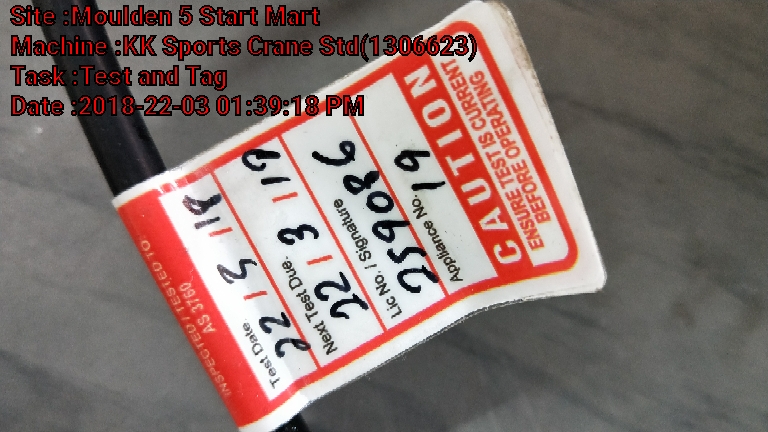 Site :Moulden 5 Start Mart
Machine :KK Sports Crane Std(1306623)
Task :Test and Tag
Date :2018-22-03 01:39:18 PM
INSPECTED / TESTED TO:
AS 3760
Test Date. 22/3/18
Next Test Due. 22/3/19
Lic No. / Signature 259086
Appliance No. 19
CAUTION
ENSURE TEST IS CURRENT
BEFORE OPERATING